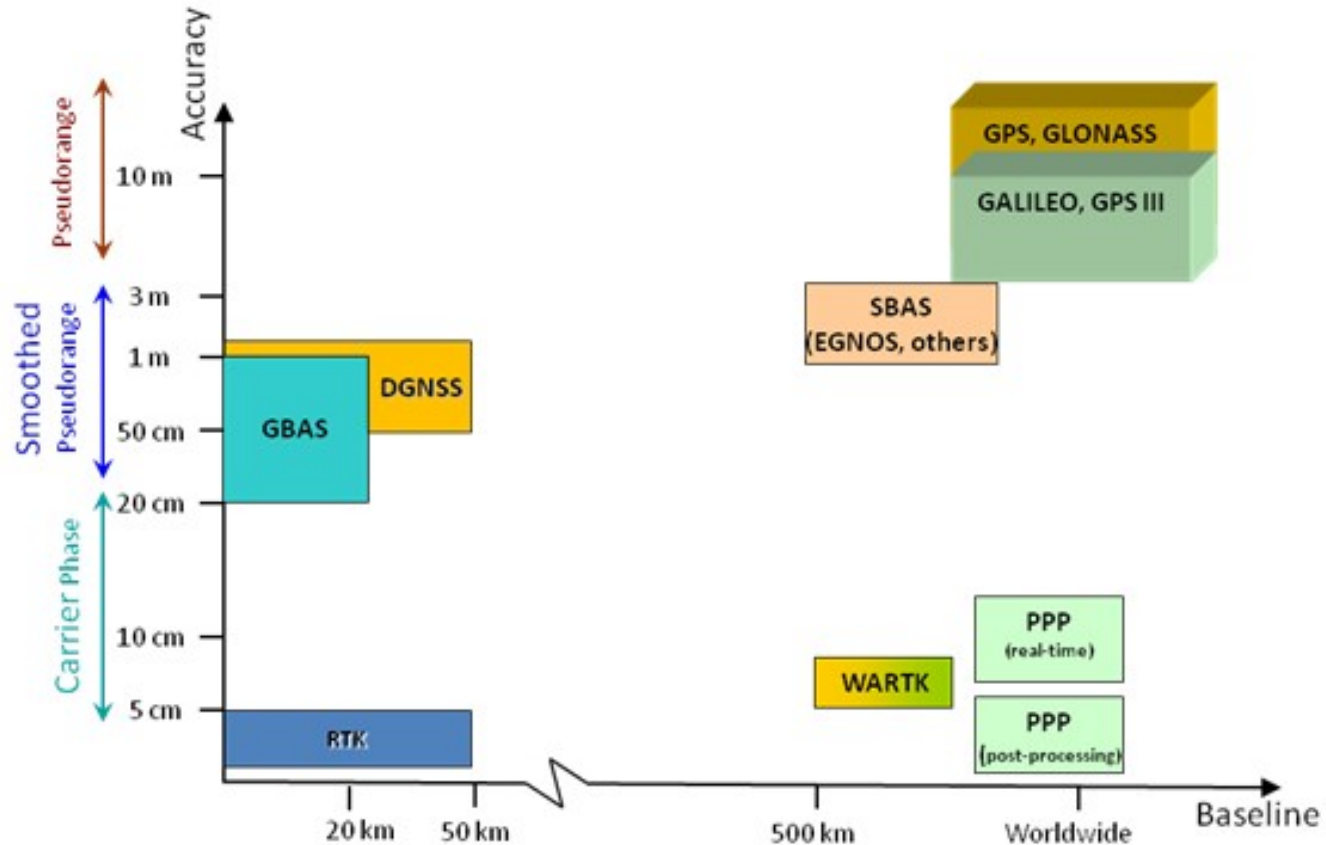 Accuracy
Pseudorange
Smoothed
Pseudorange
Carrier Phase
10 m
3 m
1 m
50 cm
20 cm
10 cm
5 cm
GPS, GLONASS
GALILEO, GPS III
SBAS
(EGNOS, others)
DGNSS
GBAS
PPP
(real-time)
WARTK
PPP
(post-processing)
RTK
20 km
50 km
500 km
Worldwide
Baseline